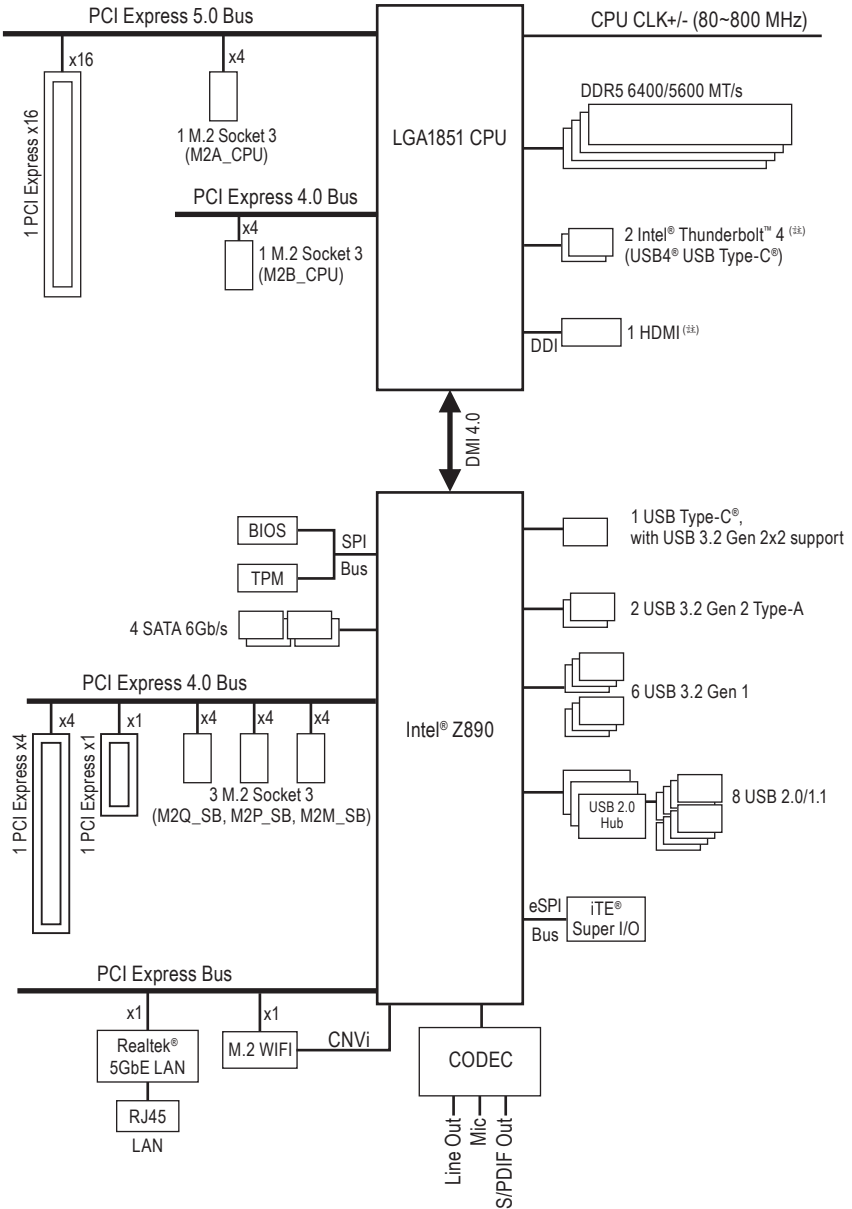 PCI Express 5.0 Bus
CPU CLK+/- (80~800 MHz)
x16
x4
1 PCI Express x16
1 M.2 Socket 3
(M2A_CPU)
LGA1851 CPU
DDR5 6400/5600 MT/s
PCI Express 4.0 Bus
x4
1 M.2 Socket 3
(M2B_CPU)
2 Intel® Thunderbolt™ 4 (註)
(USB4® USB Type-C®)
DDI
1 HDMI (註)
DMI 4.0
BIOS
TPM
SPI
Bus
1 USB Type-C®,
with USB 3.2 Gen 2x2 support
4 SATA 6Gb/s
2 USB 3.2 Gen 2 Type-A
PCI Express 4.0 Bus
x4
x1
x4
x4
x4
1 PCI Express x4
1 PCI Express x1
3 M.2 Socket 3
(M2Q_SB, M2P_SB, M2M_SB)
Intel® Z890
6 USB 3.2 Gen 1
USB 2.0
Hub
8 USB 2.0/1.1
eSPI
Bus
iTE®
Super I/O
PCI Express Bus
x1
x1
Realtek®
5GbE LAN
M.2 WIFI
CNVi
CODEC
RJ45
LAN
Line Out
Mic
S/PDIF Out